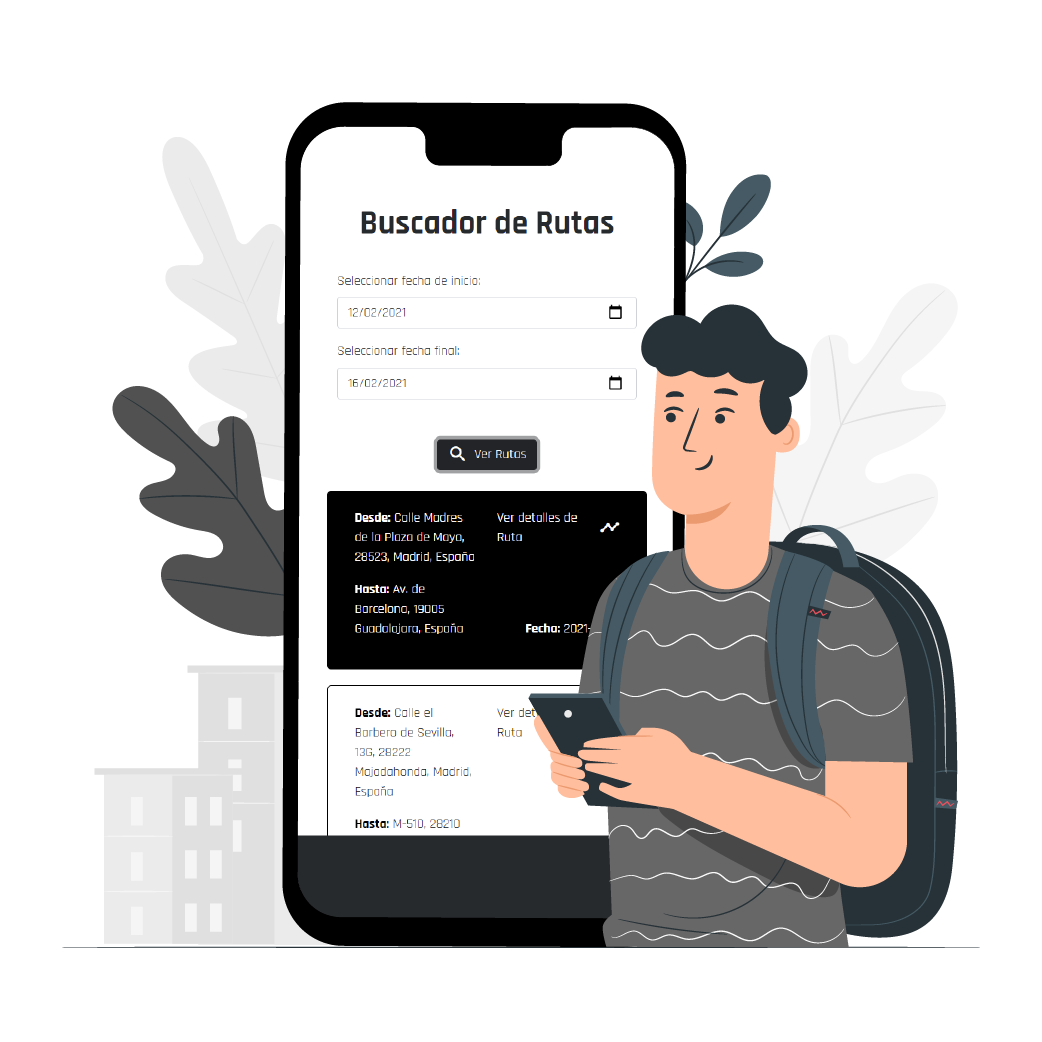 Buscador de Rutas
Seleccionar fecha de inicio:
12/02/2021
Seleccionar fecha final:
16/02/2021
Ver Rutas
Desde: Calle Madres
de la Plaza de Mayo,
28523, Madrid, España
Ver detalles de
Ruta
Hasta: Av. de
Barcelona, 19005
Guadalajara, España
Fecha: 2021-
Desde: Calle el
Barbero de Sevilla,
13G, 28222
Majadahonda, Madrid,
España
Ver det
Ruta
Hasta: M-510, 28210